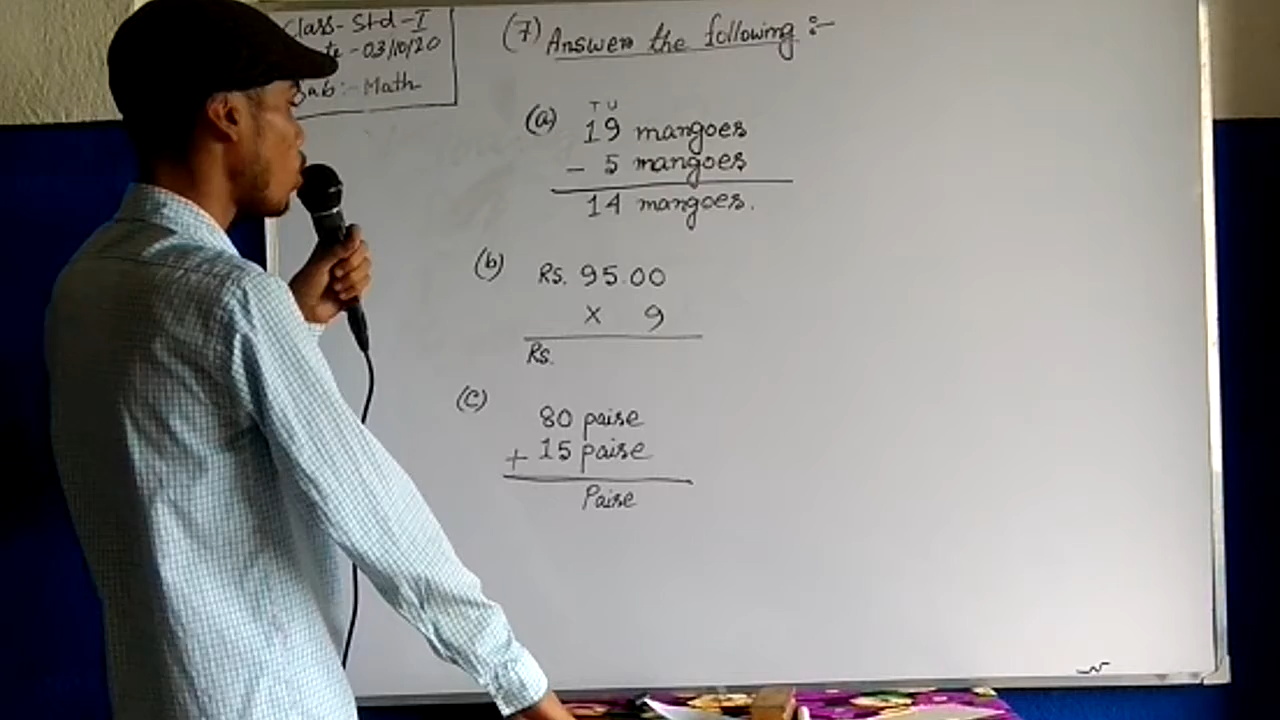 Class- Std-I
-03/10/20
Sub:- Math
(7) Answer the following :-
(a) T U
19 mangoes
- 5 mangoes
14 mangoes.
(b) Rs. 95.00
x 9
Rs.
(c) 80 paise
+ 15 paise
Paise